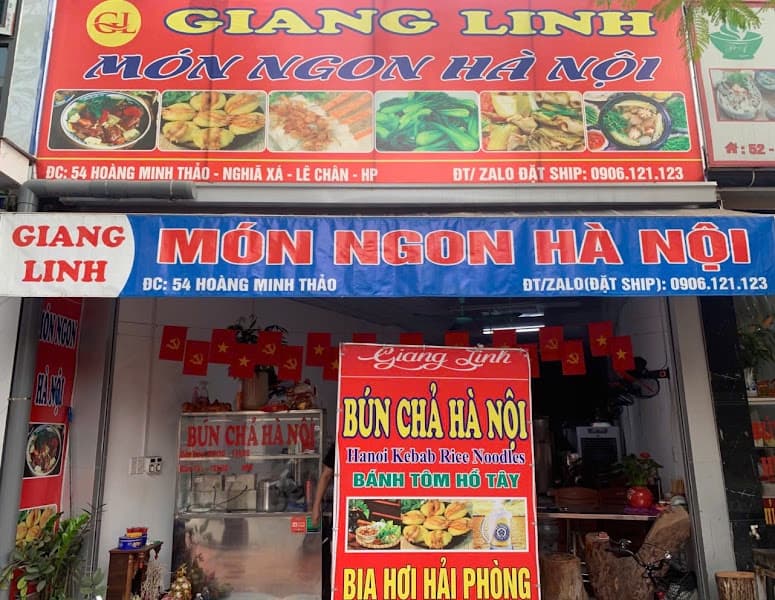 GL
GIANG LINH
MÓN NGON HÀ NỘI
ĐC: 54 HOÀNG MINH THẢO - NGHIÃ XÁ - LÊ CHÂN - HP
ĐT/ ZALO ĐẶT SHIP: 0906.121.123
: 52 -
GIANG
LINH
MÓN NGON HÀ NỘI
ĐC: 54 HOÀNG MINH THẢO
ĐT/ZALO(ĐẶT SHIP): 0906.121.123
MÓN NGON
HÀ NỘI
BÚN CHẢ HÀ NỘI
Giang Linh
BÚN CHẢ HÀ NỘI
Hanoi Kebab Rice Noodles
BÁNH TÔM HỒ TÂY
BIA HƠI HẢI PHÒNG